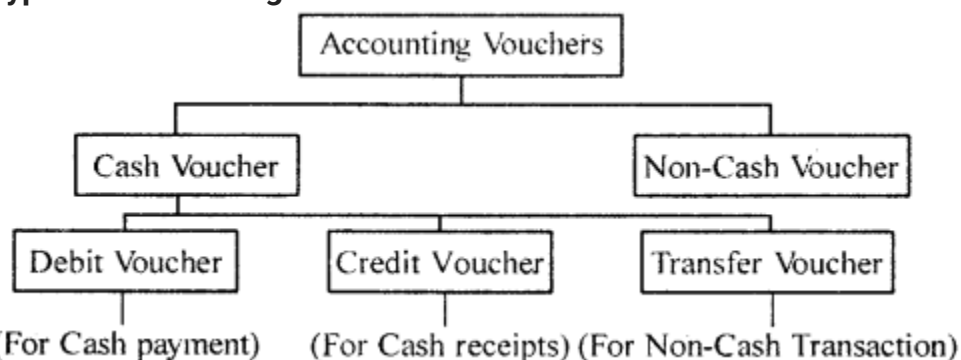 Accounting Vouchers
Cash Voucher
Non-Cash Voucher
Debit Voucher
Credit Voucher
Transfer Voucher
(For Cash payment)
(For Cash receipts)
(For Non-Cash Transaction)